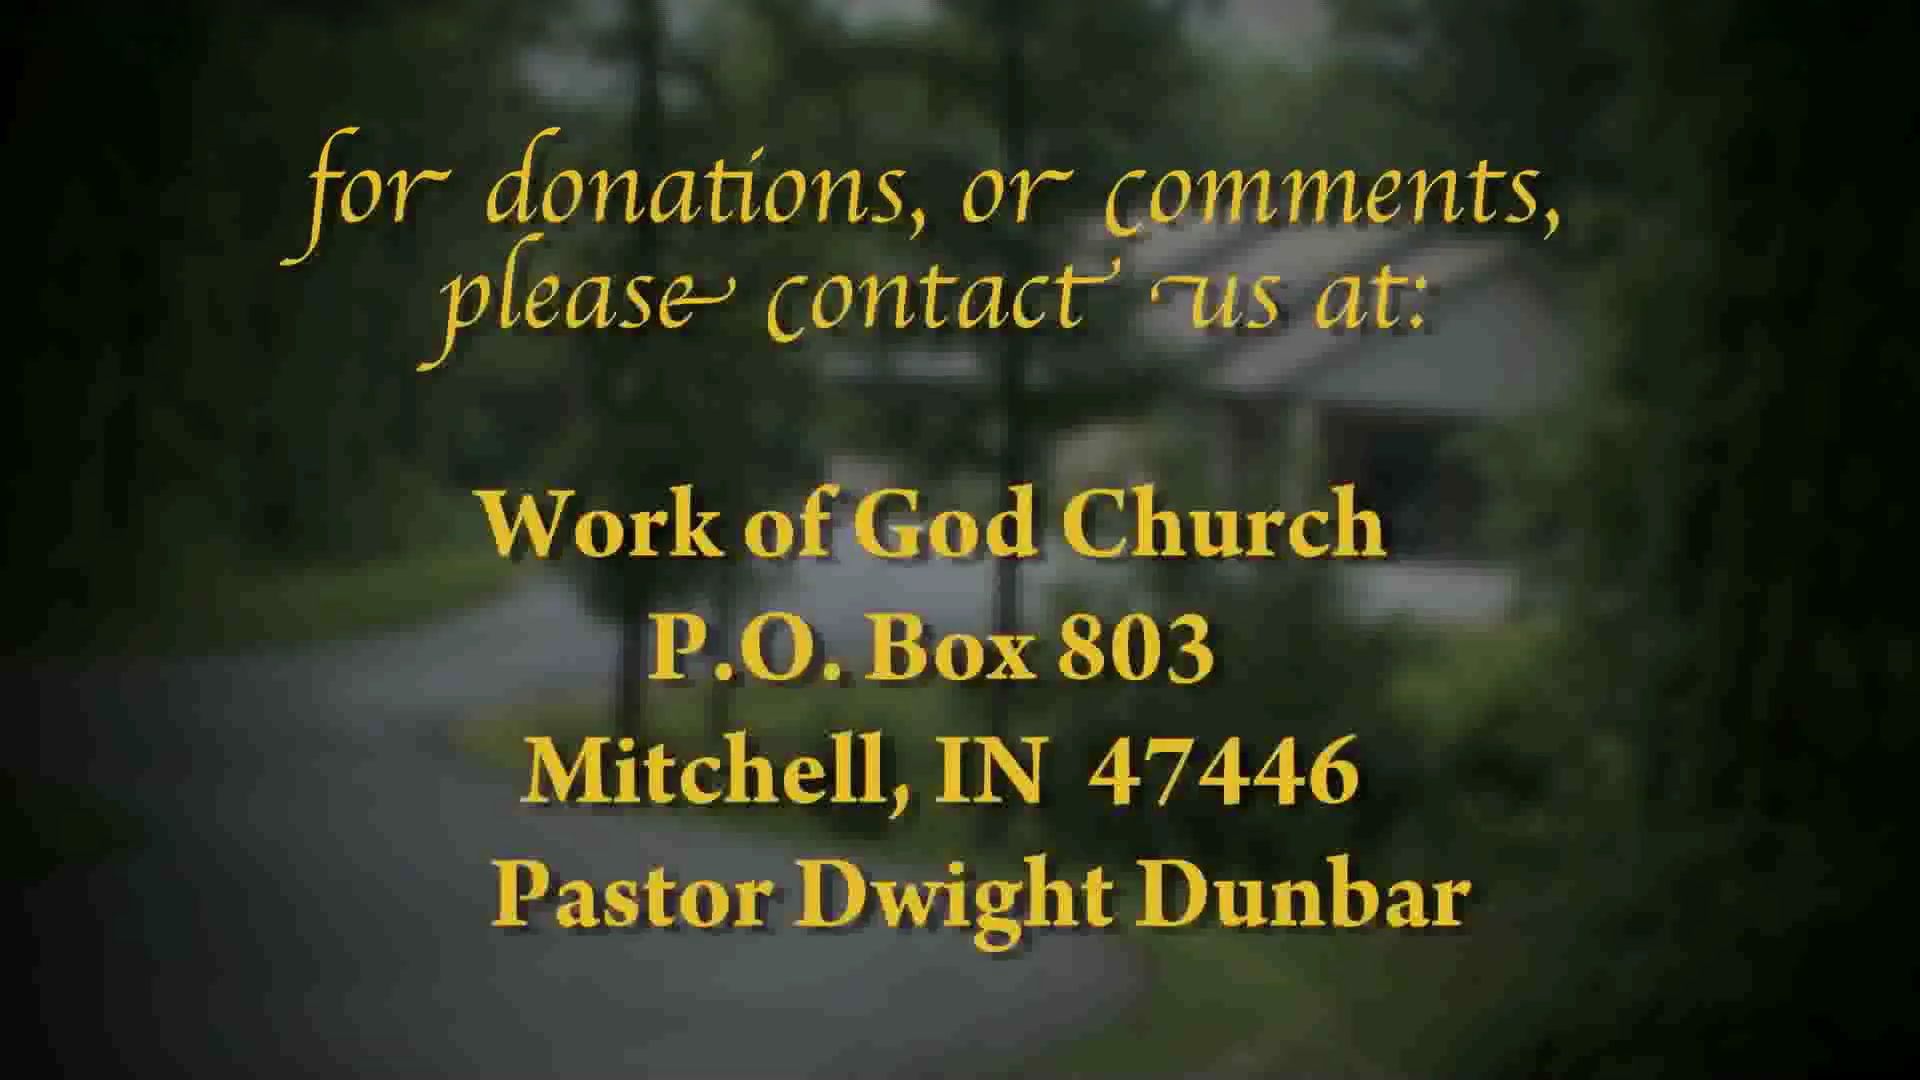 for donations, or comments,
please contact us at:
Work of God Church
P.O. Box 803
Mitchell, IN  47446
Pastor Dwight Dunbar